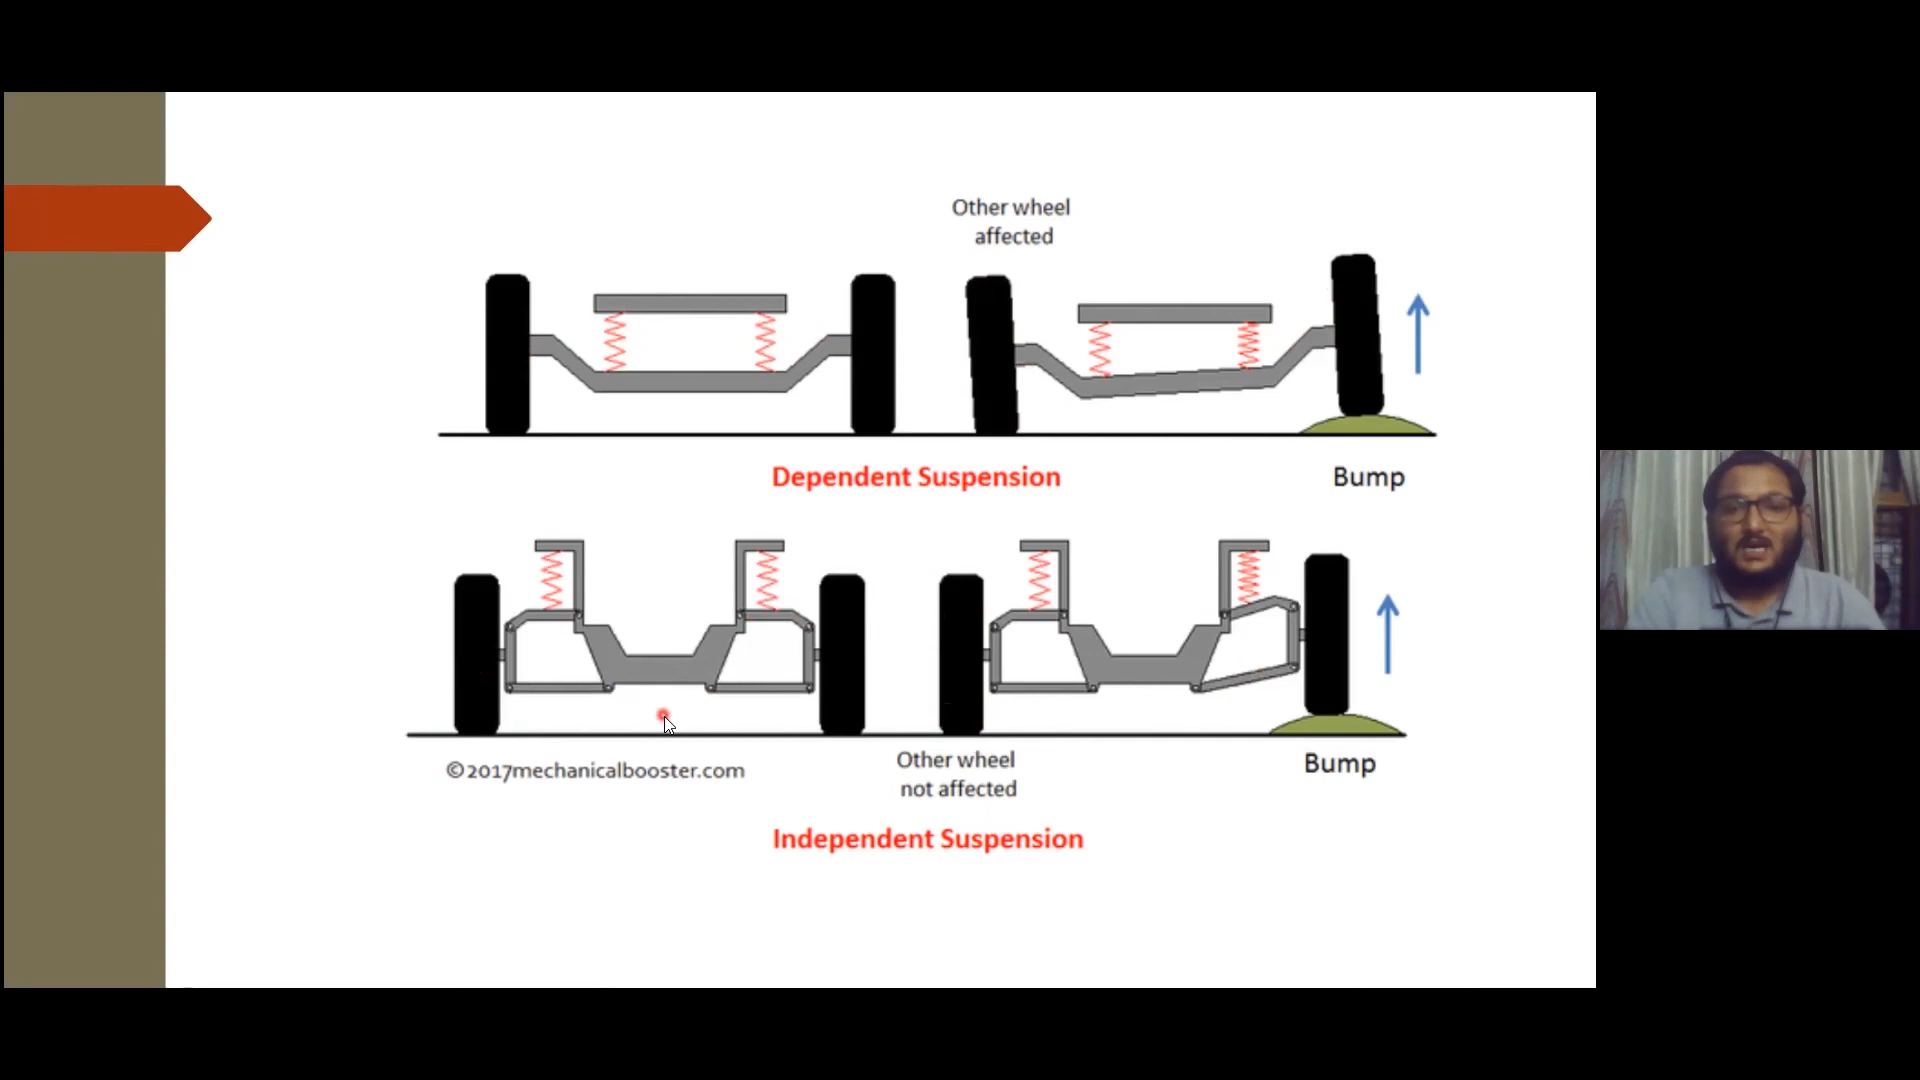 Other wheel
affected
Dependent Suspension
Bump
©2017mechanicalbooster.com
Other wheel
not affected
Bump
Independent Suspension